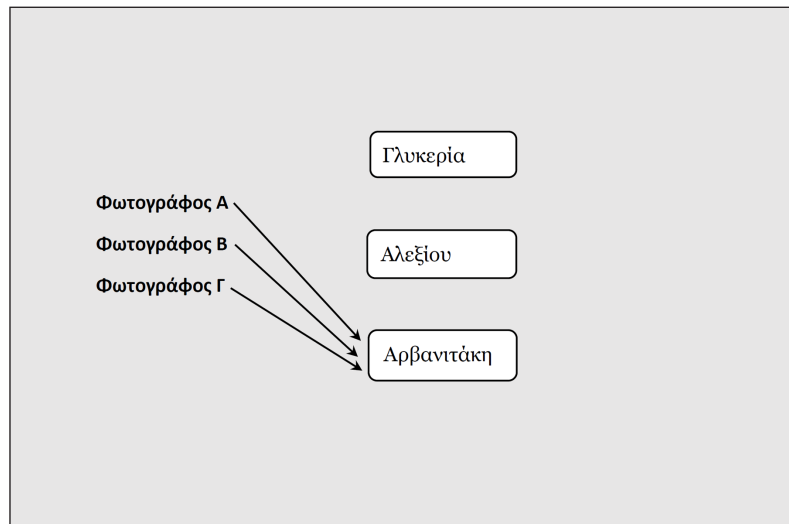 Γλυκερία
Φωτογράφος Α
Φωτογράφος Β
Αλεξίου
Φωτογράφος Γ
Αρβανιτάκη